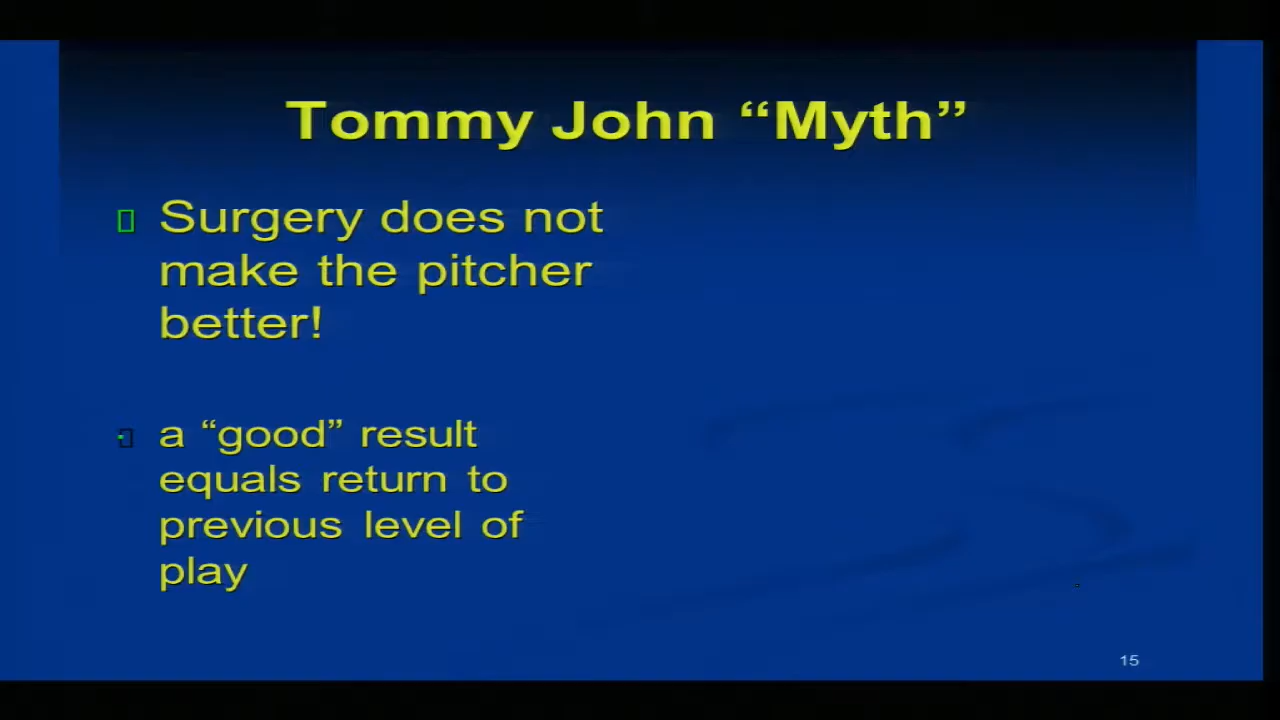 Tommy John “Myth”
Surgery does not
make the pitcher
better!
a “good” result
equals return to
previous level of
play
15